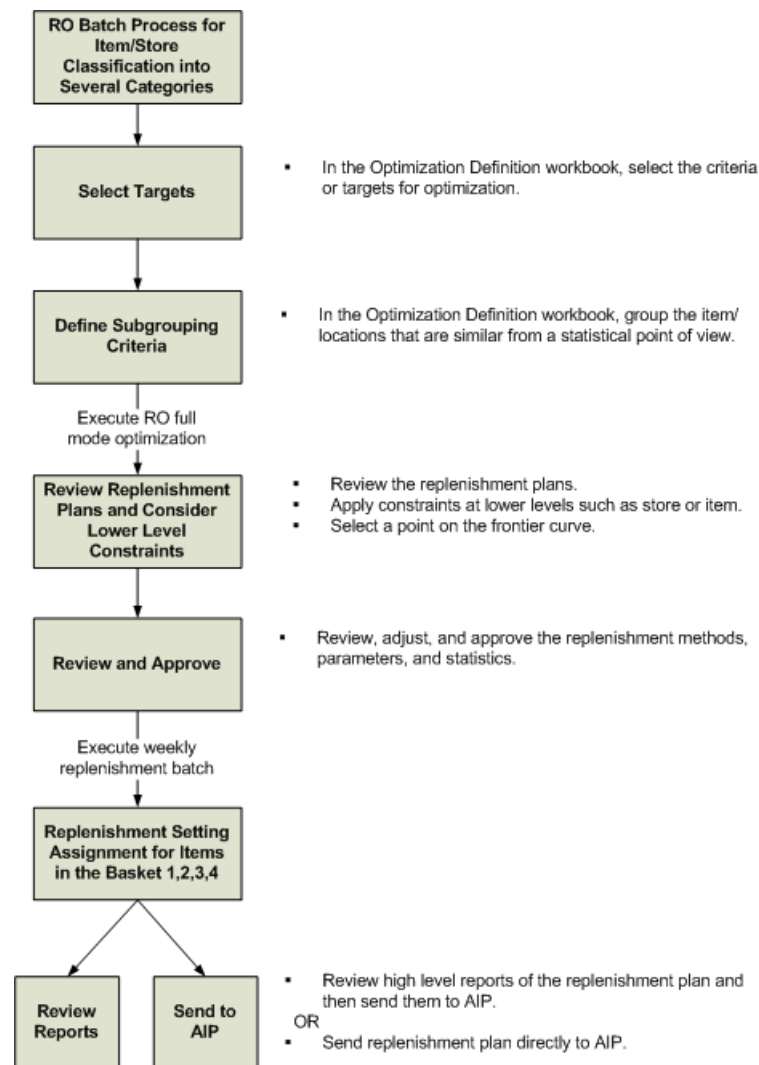 RO Batch Process for
Item/Store
Classification into
Several Categories
Select Targets
▪ In the Optimization Definition workbook, select the criteria
or targets for optimization.
Define Subgrouping
Criteria
▪ In the Optimization Definition workbook, group the item/
locations that are similar from a statistical point of view.
Execute RO full
mode optimization
Review Replenishment
Plans and Consider
Lower Level
Constraints
▪ Review the replenishment plans.
▪ Apply constraints at lower levels such as store or item.
▪ Select a point on the frontier curve.
Review and Approve
▪ Review, adjust, and approve the replenishment methods,
parameters, and statistics.
Execute weekly
replenishment batch
Replenishment Setting
Assignment for Items
in the Basket 1,2,3,4
Review
Reports
Send to
AIP
▪ Review high level reports of the replenishment plan and
then send them to AIP.
OR
▪ Send replenishment plan directly to AIP.